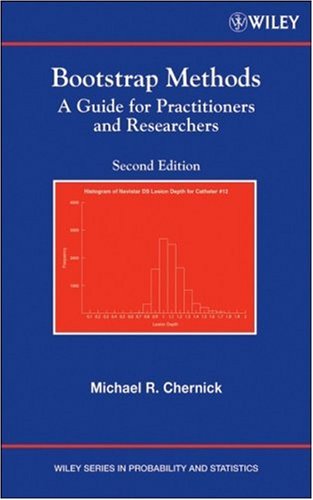 WILEY
Bootstrap Methods
A Guide for Practitioners
and Researchers
Second Edition
Histogram of Navistar DS Lesion Depth for Catheter #12
Frequency
Lesion Depth
Michael R. Chernick
WILEY SERIES IN PROBABILITY AND STATISTICS